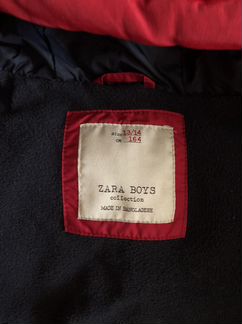 SIZE 13/14
CM 164
ZARA BOYS
collection
MADE IN BANGLADESH